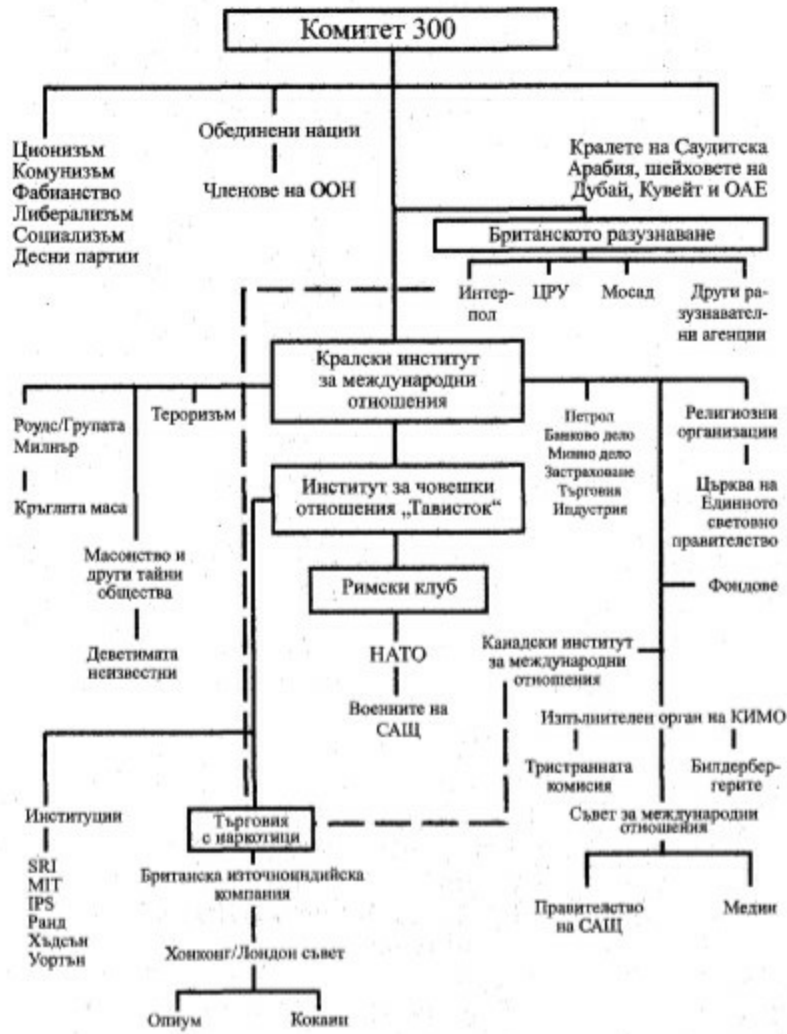 Комитет 300
Обединени нации
Членове на ООН
Ционизъм
Комунизъм
Фабианство
Либерализъм
Социализъм
Десни партии
Кралете на Саудитска
Арабия, шейховете на
Дубай, Кувейт и ОАЕ
Британското разузнаване
Интер-
пол
ЦРУ
Мосад
Други ра-
зузнавател-
ни агенции
Кралски институт
за международни
отношения
Роудс/Групата
Милнър
Кръглата маса
Тероризъм
Масонство и
други тайни
общества
Деветимата
неизвестни
Петрол
Банково дело
Минно дело
Застраховане
Търговия
Индустрия
Религиозни
организации
Църква на
Единното
световно
правителство
Фондове
Институт за човешки
отношения „Тависток“
Римски клуб
НАТО
Военните на
САЩ
Канадски институт
за международни
отношения
Изпълнителен орган на КИМО
Тристранната
комисия
Билдербер-
герите
Съвет за международни
отношения
Правителство
на САЩ
Медии
Институции
SRI
MIT
IPS
Ранд
Хъдсън
Уортън
Търговия
с наркотици
Британска източноиндийска
компания
Хонконг/Лондон съвет
Опиум
Кокаин